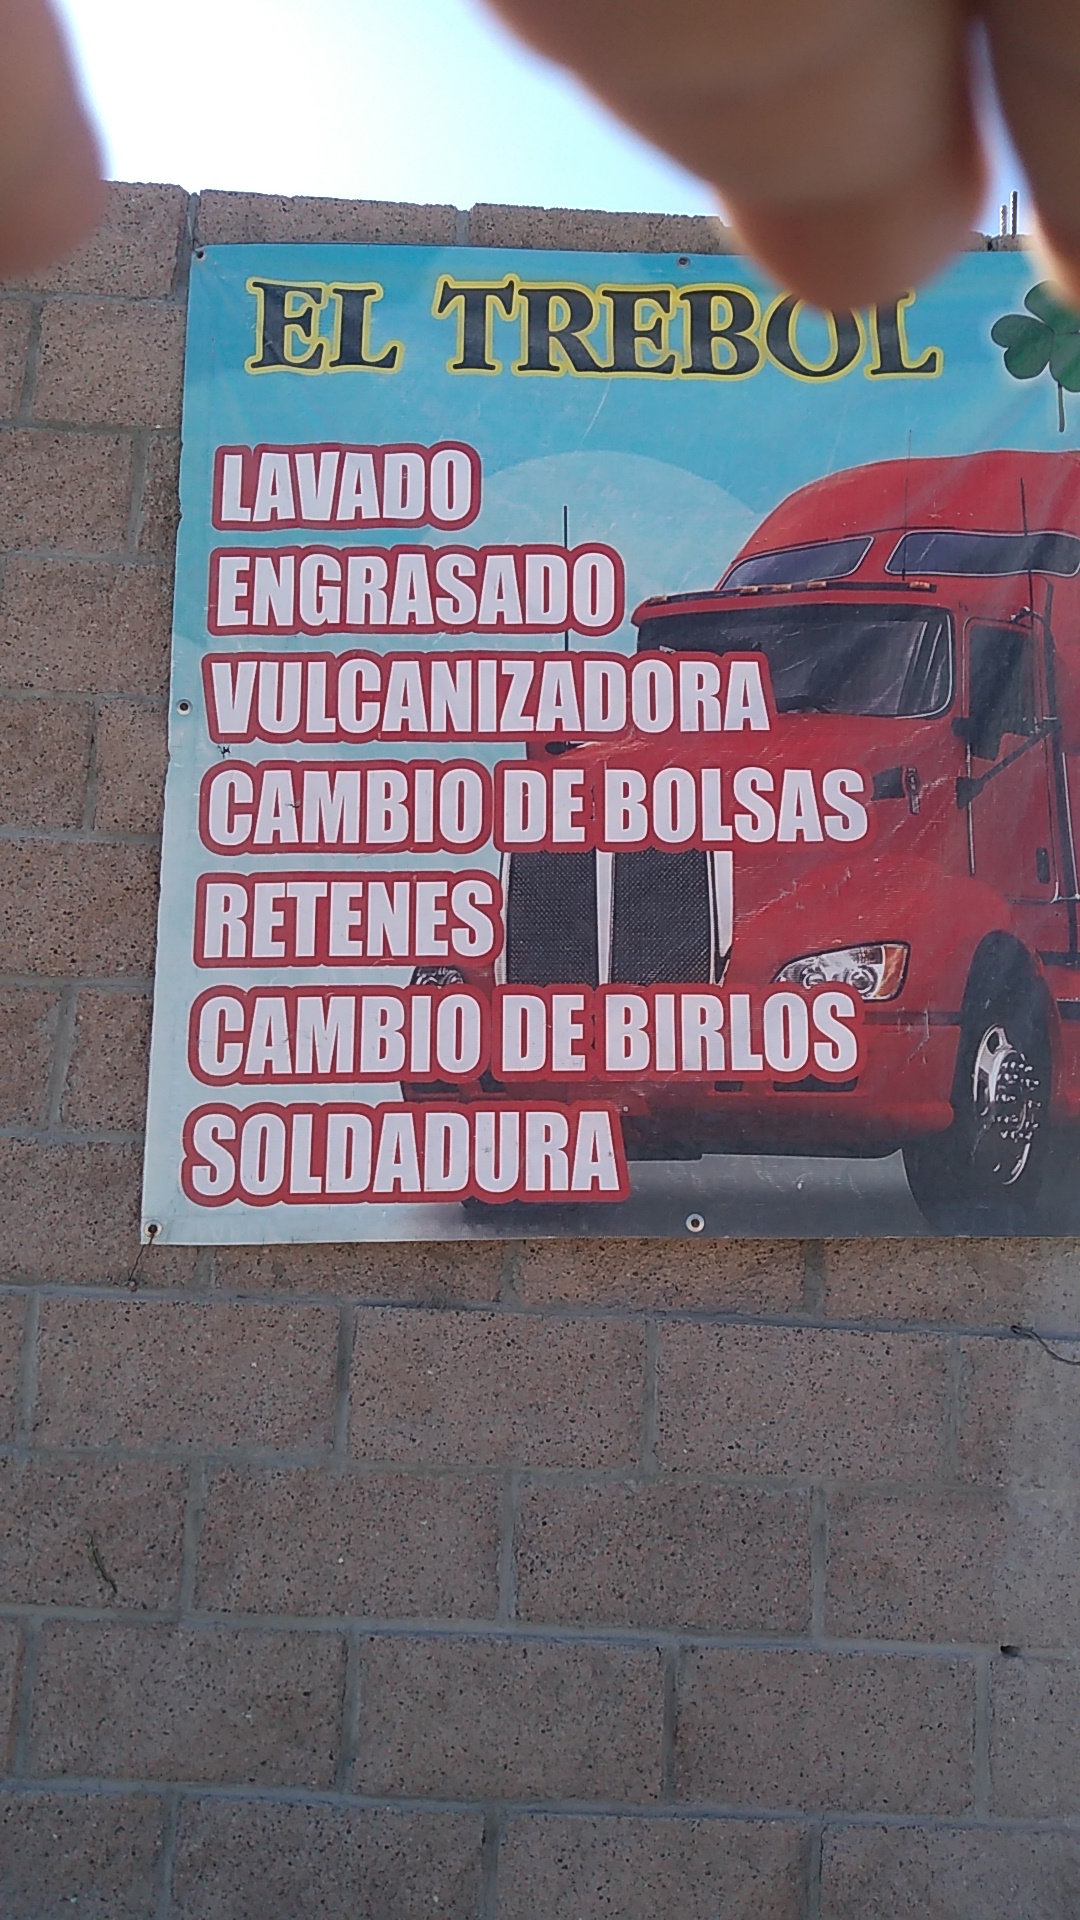 EL TREBOL
LAVADO
ENGRASADO
VULCANIZADORA
CAMBIO DE BOLSAS
RETENES
CAMBIO DE BIRLOS
SOLDADURA